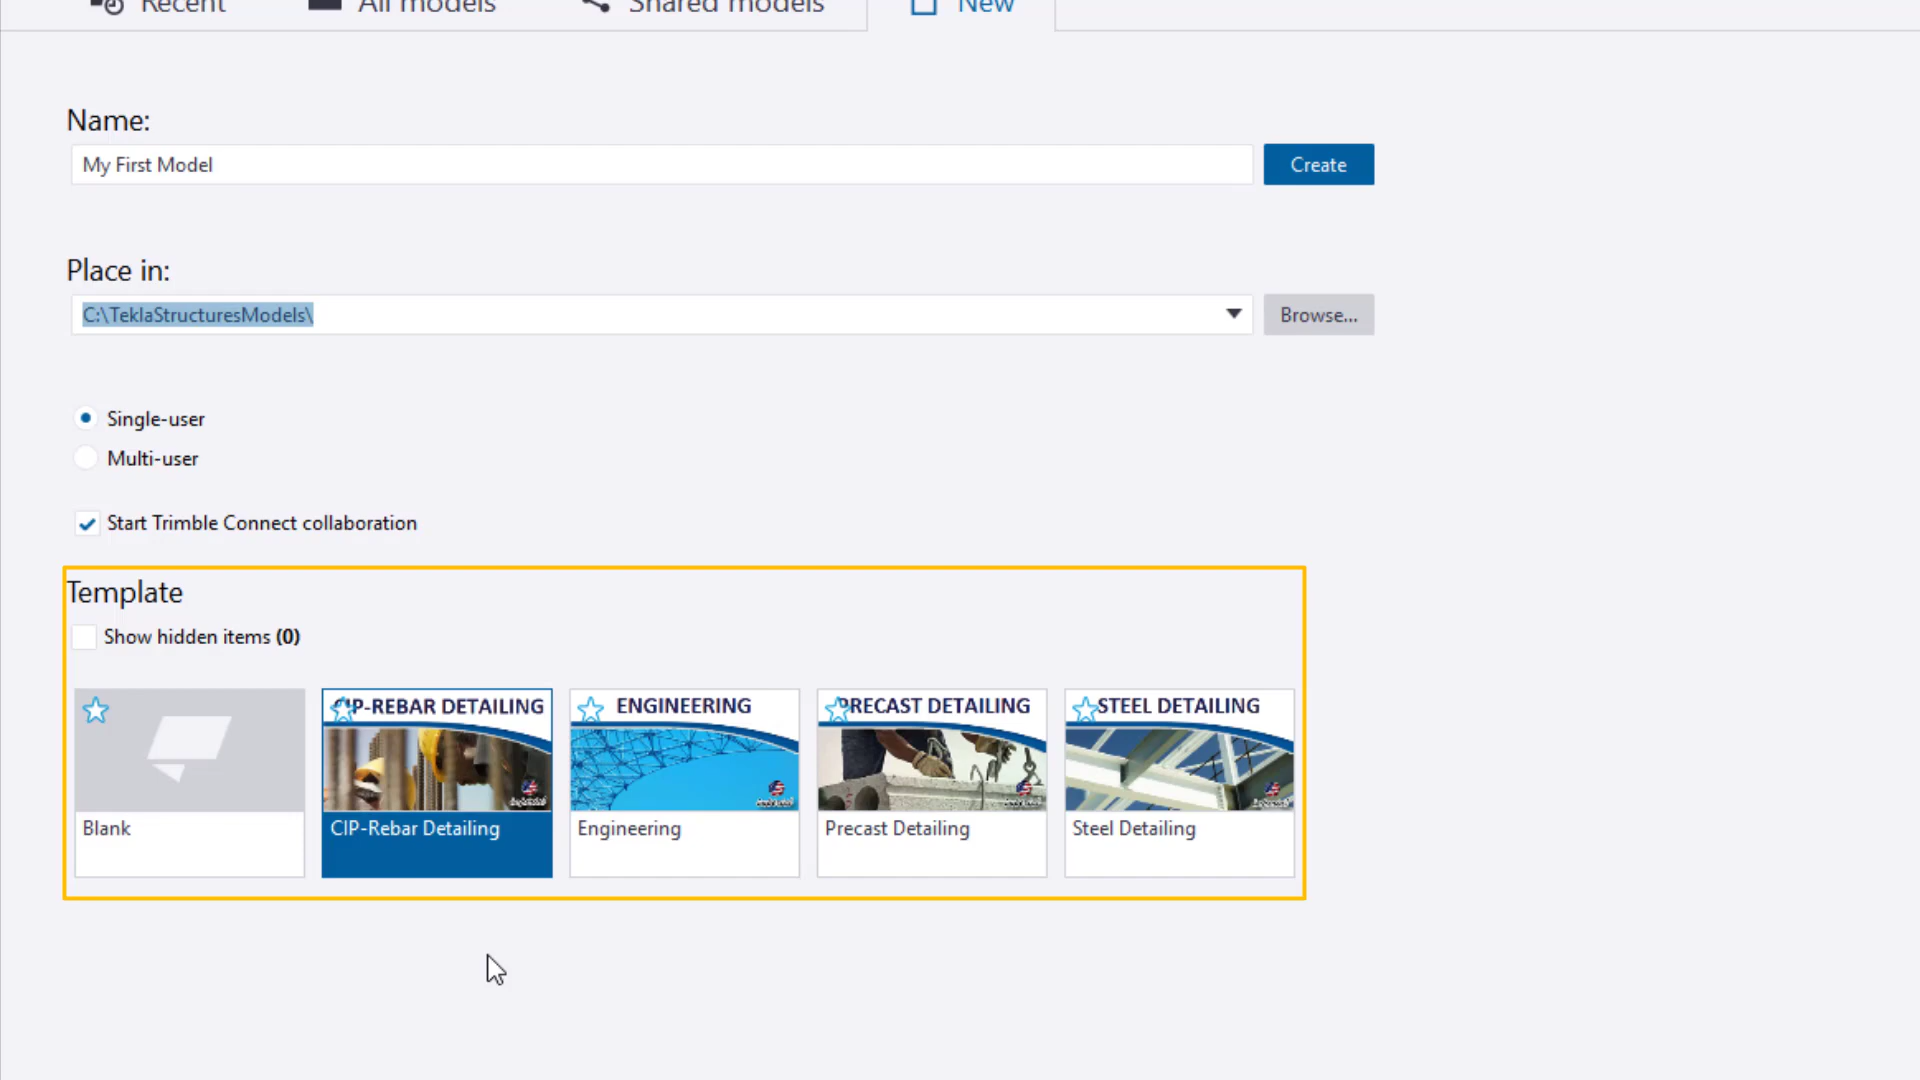 Recent All models Shared models New
Name:
My First Model Create
Place in:
C:\TeklaStructuresModels\ Browse...
Single-user
Multi-user
Start Trimble Connect collaboration
Template
Show hidden items (0)
CIP-REBAR DETAILING ENGINEERING PRECAST DETAILING STEEL DETAILING
Blank CIP-Rebar Detailing Engineering Precast Detailing Steel Detailing